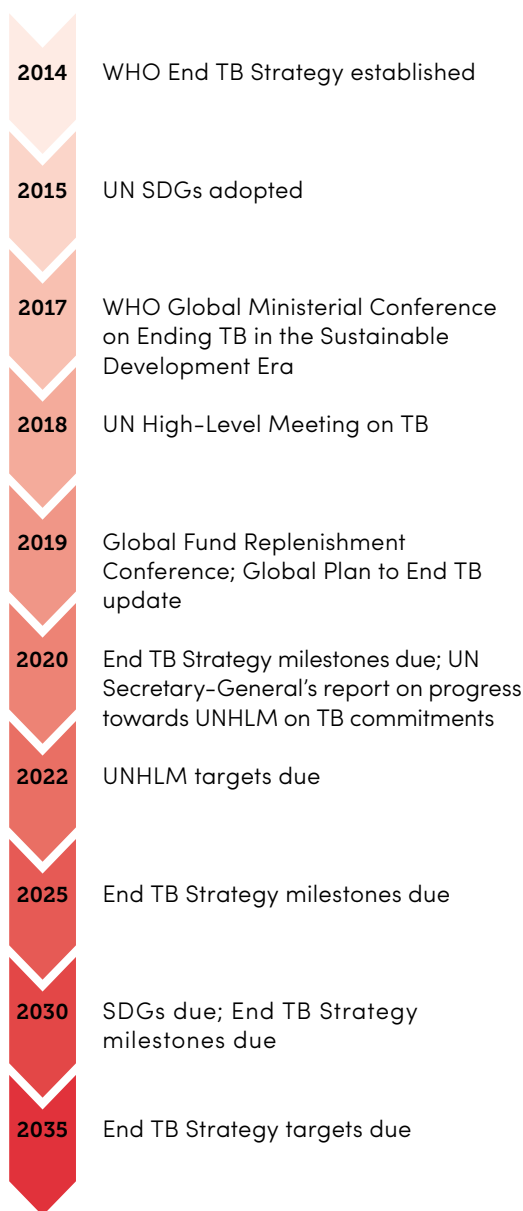 2014 WHO End TB Strategy established
2015 UN SDGs adopted
2017 WHO Global Ministerial Conference
on Ending TB in the Sustainable
Development Era
2018 UN High-Level Meeting on TB
2019 Global Fund Replenishment
Conference; Global Plan to End TB
update
2020 End TB Strategy milestones due; UN
Secretary-General’s report on progress
towards UNHLM on TB commitments
2022 UNHLM targets due
2025 End TB Strategy milestones due
2030 SDGs due; End TB Strategy
milestones due
2035 End TB Strategy targets due